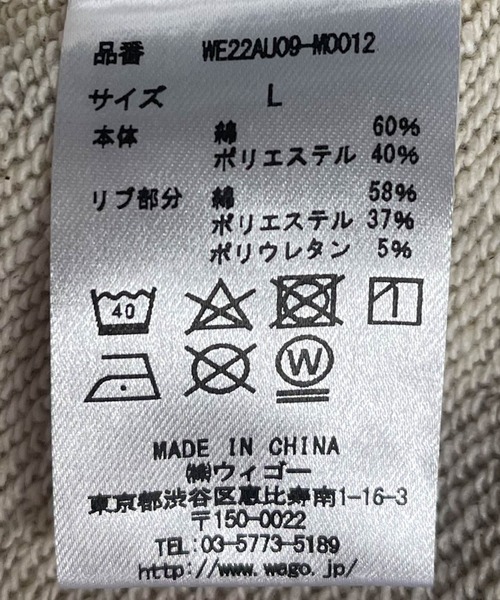 品番 WE22AU09-M0012
サイズ L
本体 綿 60%
ポリエステル 40%
リブ部分 綿 58%
ポリエステル 37%
ポリウレタン 5%
40
W
MADE IN CHINA
㈱ウィゴー
東京都渋谷区恵比寿南1-16-3
〒150-0022
TEL:03-5773-5189
http://www.wego.jp/